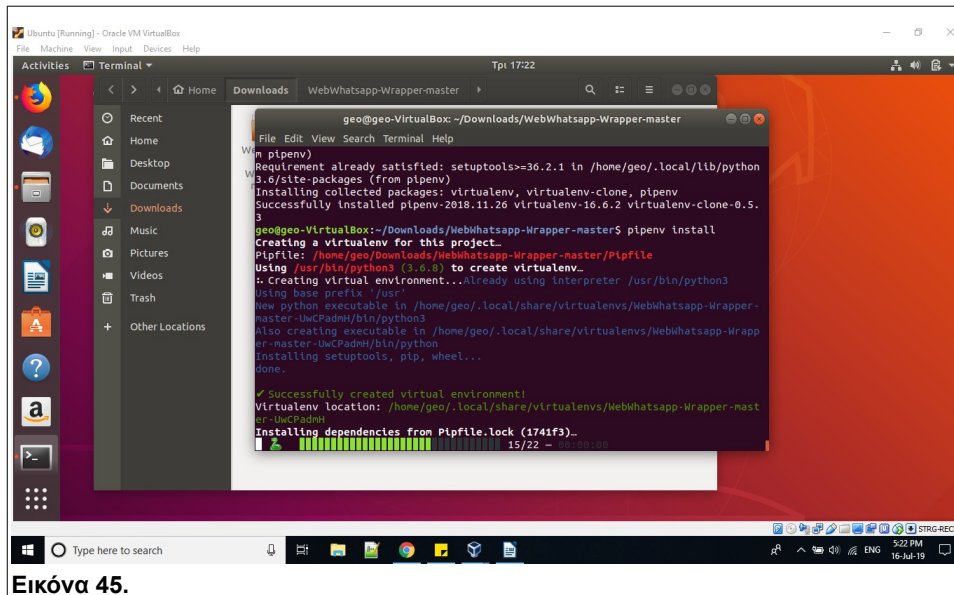 Ubuntu [Running] - Oracle VM VirtualBox
File Machine View Input Devices Help
Activities Terminal Τρι 17:22
Home Downloads WebWhatsapp-Wrapper-master
Recent
Home
Desktop
Documents
Downloads
Music
Pictures
Videos
Trash
+ Other Locations
geo@geo-VirtualBox: ~/Downloads/WebWhatsapp-Wrapper-master
File Edit View Search Terminal Help
m pipenv)
Requirement already satisfied: setuptools>=36.2.1 in /home/geo/.local/lib/python
3.6/site-packages (from pipenv)
Installing collected packages: virtualenv, virtualenv-clone, pipenv
Successfully installed pipenv-2018.11.26 virtualenv-16.6.2 virtualenv-clone-0.5.
3
geo@geo-VirtualBox:~/Downloads/WebWhatsapp-Wrapper-master$ pipenv install
Creating a virtualenv for this project…
Pipfile: /home/geo/Downloads/WebWhatsapp-Wrapper-master/Pipfile
Using /usr/bin/python3 (3.6.8) to create virtualenv…
Creating virtual environment...Already using interpreter /usr/bin/python3
Using base prefix '/usr'
New python executable in /home/geo/.local/share/virtualenvs/WebWhatsapp-Wrapper-
master-UwCPadmH/bin/python3
Also creating executable in /home/geo/.local/share/virtualenvs/WebWhatsapp-Wrapp
er-master-UwCPadmH/bin/python
Installing setuptools, pip, wheel...
done.
✔ Successfully created virtual environment!
Virtualenv location: /home/geo/.local/share/virtualenvs/WebWhatsapp-Wrapper-mast
er-UwCPadmH
Installing dependencies from Pipfile.lock (1741f3)…
15/22 — 00:00:00
STRG-REC
Type here to search
ENG
5:22 PM
16-Jul-19
Εικόνα 45.